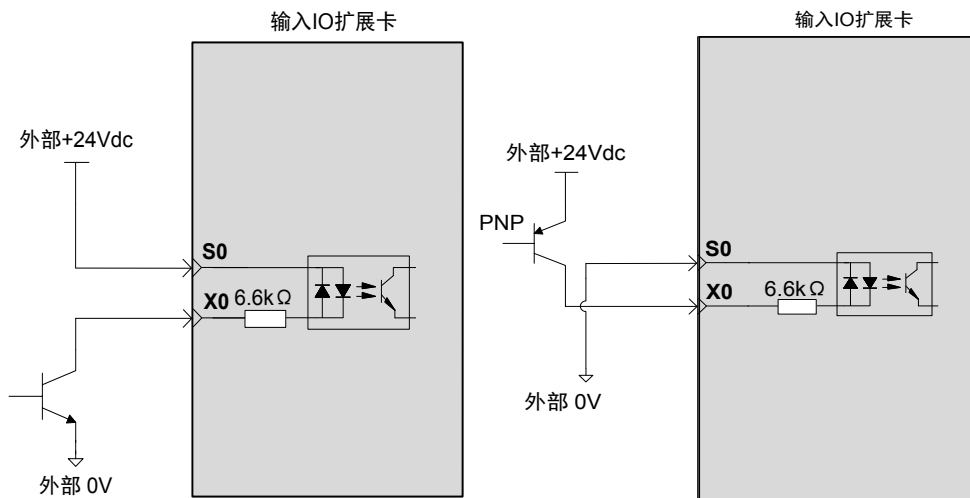 输入IO扩展卡
外部+24Vdc
S0
X0 6.6kΩ
外部 0V
输入IO扩展卡
外部+24Vdc
PNP
S0
X0 6.6kΩ
外部 0V